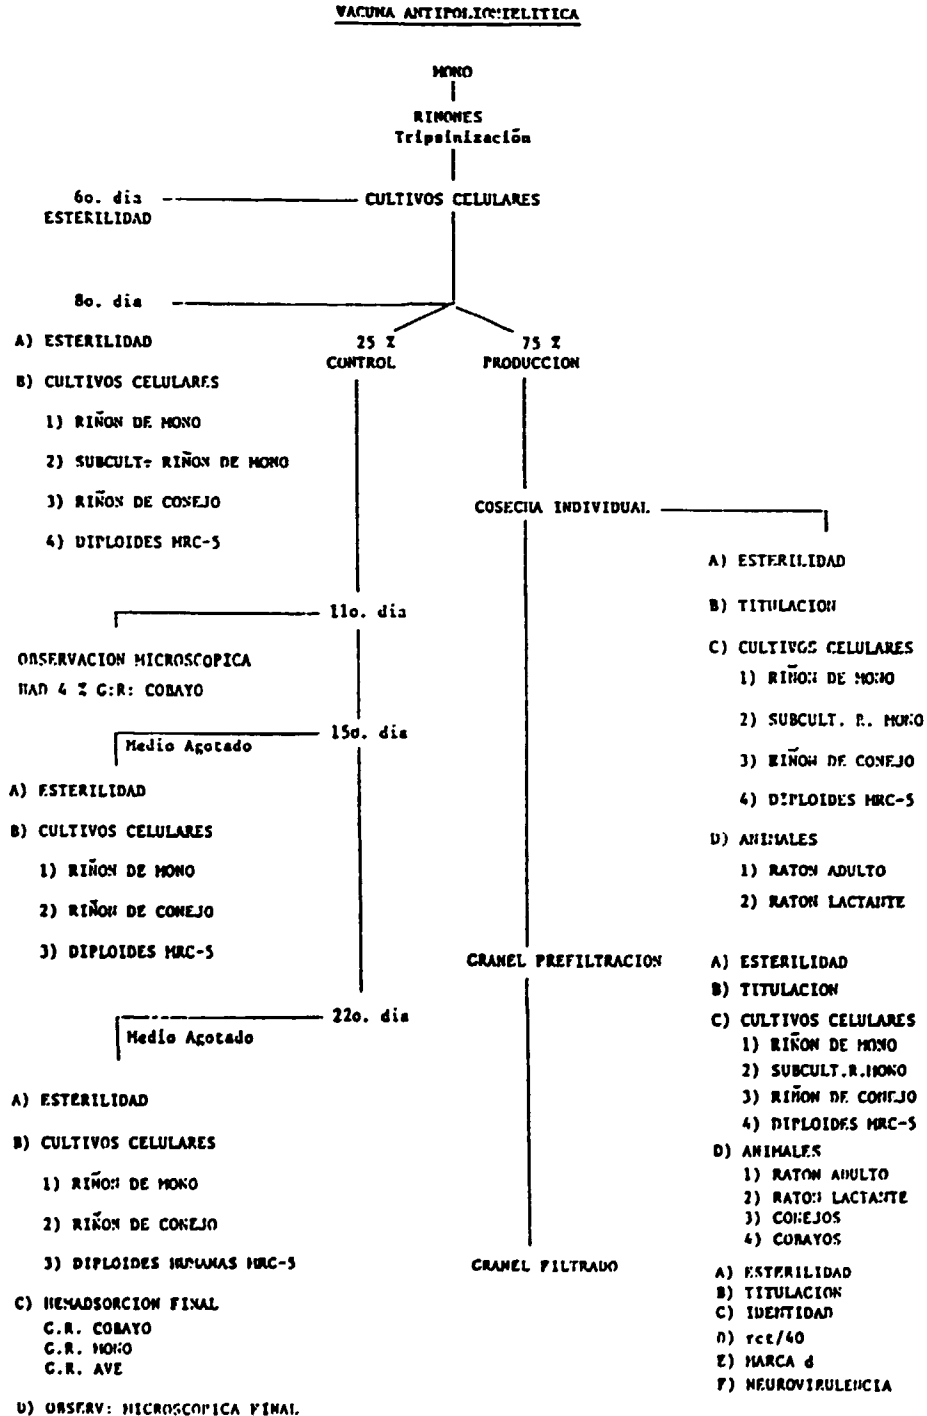 VACUNA ANTIPOLIOMIELITICA
MONO
RIÑONES
Tripsinización
6o. dia
CULTIVOS CELULARES
ESTERILIDAD
8o. dia
25 %
CONTROL
75 %
PRODUCCION
A) ESTERILIDAD
B) CULTIVOS CELULARES
1) RIÑON DE MONO
2) SUBCULT- RIÑON DE MONO
3) RIÑON DE CONEJO
4) DIPLOIDES MRC-5
COSECHA INDIVIDUAL
A) ESTERILIDAD
B) TITULACION
C) CULTIVOS CELULARES
1) RIÑON DE MONO
2) SUBCULT. R. MONO
3) RIÑON DE CONEJO
4) DIPLOIDES MRC-5
D) ANIMALES
1) RATON ADULTO
2) RATON LACTANTE
11o. dia
OBSERVACION MICROSCOPICA
HAD 4 % G:R: COBAYO
15o. dia
Medio Agotado
A) ESTERILIDAD
B) CULTIVOS CELULARES
1) RIÑON DE MONO
2) RIÑON DE CONEJO
3) DIPLOIDES MRC-5
GRANEL PREFILTRACION
A) ESTERILIDAD
B) TITULACION
C) CULTIVOS CELULARES
1) RIÑON DE MONO
2) SUBCULT.R.MONO
3) RIÑON DE CONEJO
4) DIPLOIDES MRC-5
D) ANIMALES
1) RATON ADULTO
2) RATON LACTANTE
3) CONEJOS
4) COBAYOS
22o. dia
Medio Agotado
A) ESTERILIDAD
B) CULTIVOS CELULARES
1) RIÑON DE MONO
2) RIÑON DE CONEJO
3) DIPLOIDES HUMANAS MRC-5
C) HEMADSORCION FINAL
G.R. COBAYO
G.R. MONO
G.R. AVE
D) OBSERV: MICROSCOPICA FINAL
GRANEL FILTRADO
A) ESTERILIDAD
B) TITULACION
C) IDENTIDAD
D) rct/40
E) MARCA d
F) NEUROVIRULENCIA